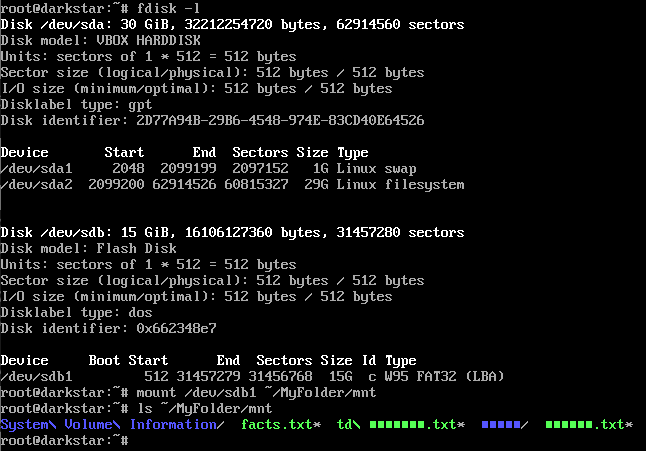 root@darkstar:~# fdisk -l
Disk /dev/sda: 30 GiB, 32212254720 bytes, 62914560 sectors
Disk model: VBOX HARDDISK
Units: sectors of 1 * 512 = 512 bytes
Sector size (logical/physical): 512 bytes / 512 bytes
I/O size (minimum/optimal): 512 bytes / 512 bytes
Disklabel type: gpt
Disk identifier: 2D77A94B-29B6-4548-974E-83CD40E64526
Device Start End Sectors Size Type
/dev/sda1 2048 2099199 2097152 1G Linux swap
/dev/sda2 2099200 62914526 60815327 29G Linux filesystem
Disk /dev/sdb: 15 GiB, 16106127360 bytes, 31457280 sectors
Disk model: Flash Disk
Units: sectors of 1 * 512 = 512 bytes
Sector size (logical/physical): 512 bytes / 512 bytes
I/O size (minimum/optimal): 512 bytes / 512 bytes
Disklabel type: dos
Disk identifier: 0x662348e7
Device Boot Start End Sectors Size Id Type
/dev/sdb1 512 31457279 31456768 15G c W95 FAT32 (LBA)
root@darkstar:~# mount /dev/sdb1 ~/MyFolder/mnt
root@darkstar:~# ls ~/MyFolder/mnt
System\ Volume\ Information/ facts.txt* td\ ■■■■■■■.txt* ■■■■■/ ■■■■■■.txt*
root@darkstar:~#